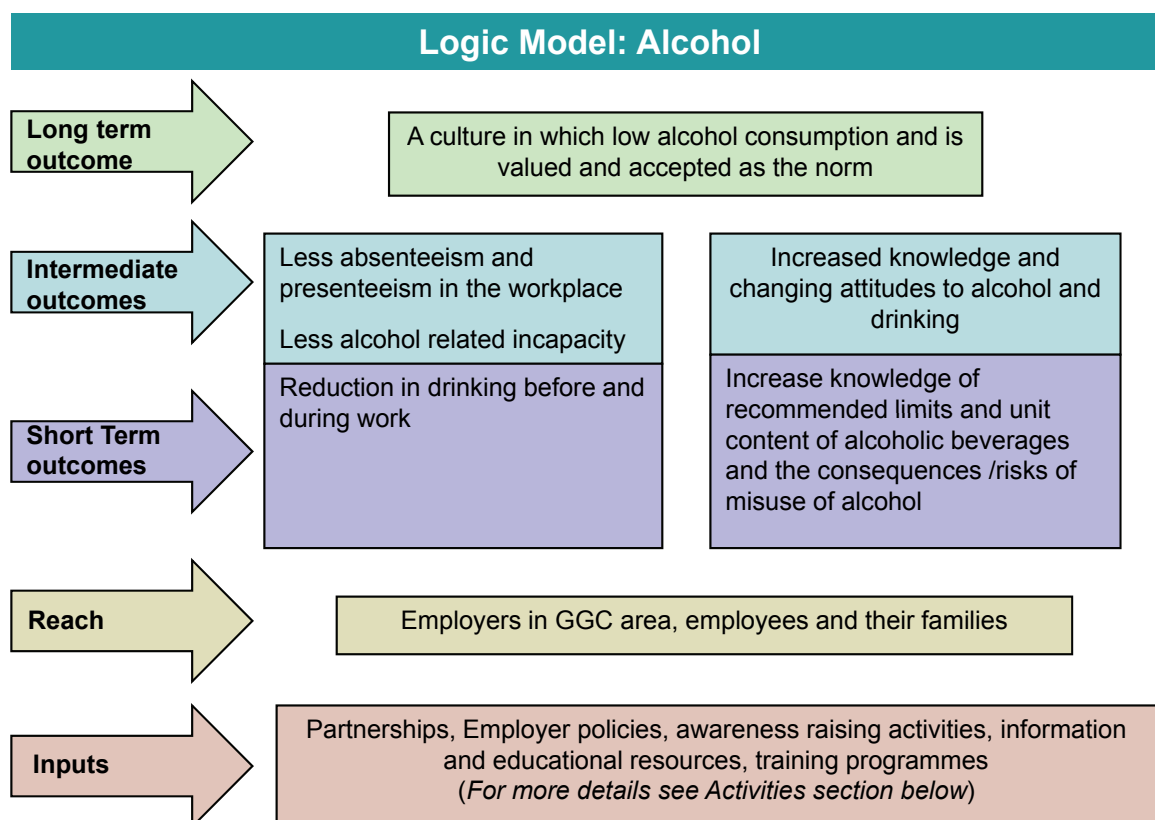 Logic Model: Alcohol
Long term
outcome
A culture in which low alcohol consumption and is
valued and accepted as the norm
Intermediate
outcomes
Less absenteeism and
presenteeism in the workplace
Less alcohol related incapacity
Increased knowledge and
changing attitudes to alcohol and
drinking
Short Term
outcomes
Reduction in drinking before and
during work
Increase knowledge of
recommended limits and unit
content of alcoholic beverages
and the consequences /risks of
misuse of alcohol
Reach
Employers in GGC area, employees and their families
Inputs
Partnerships, Employer policies, awareness raising activities, information
and educational resources, training programmes
(For more details see Activities section below)